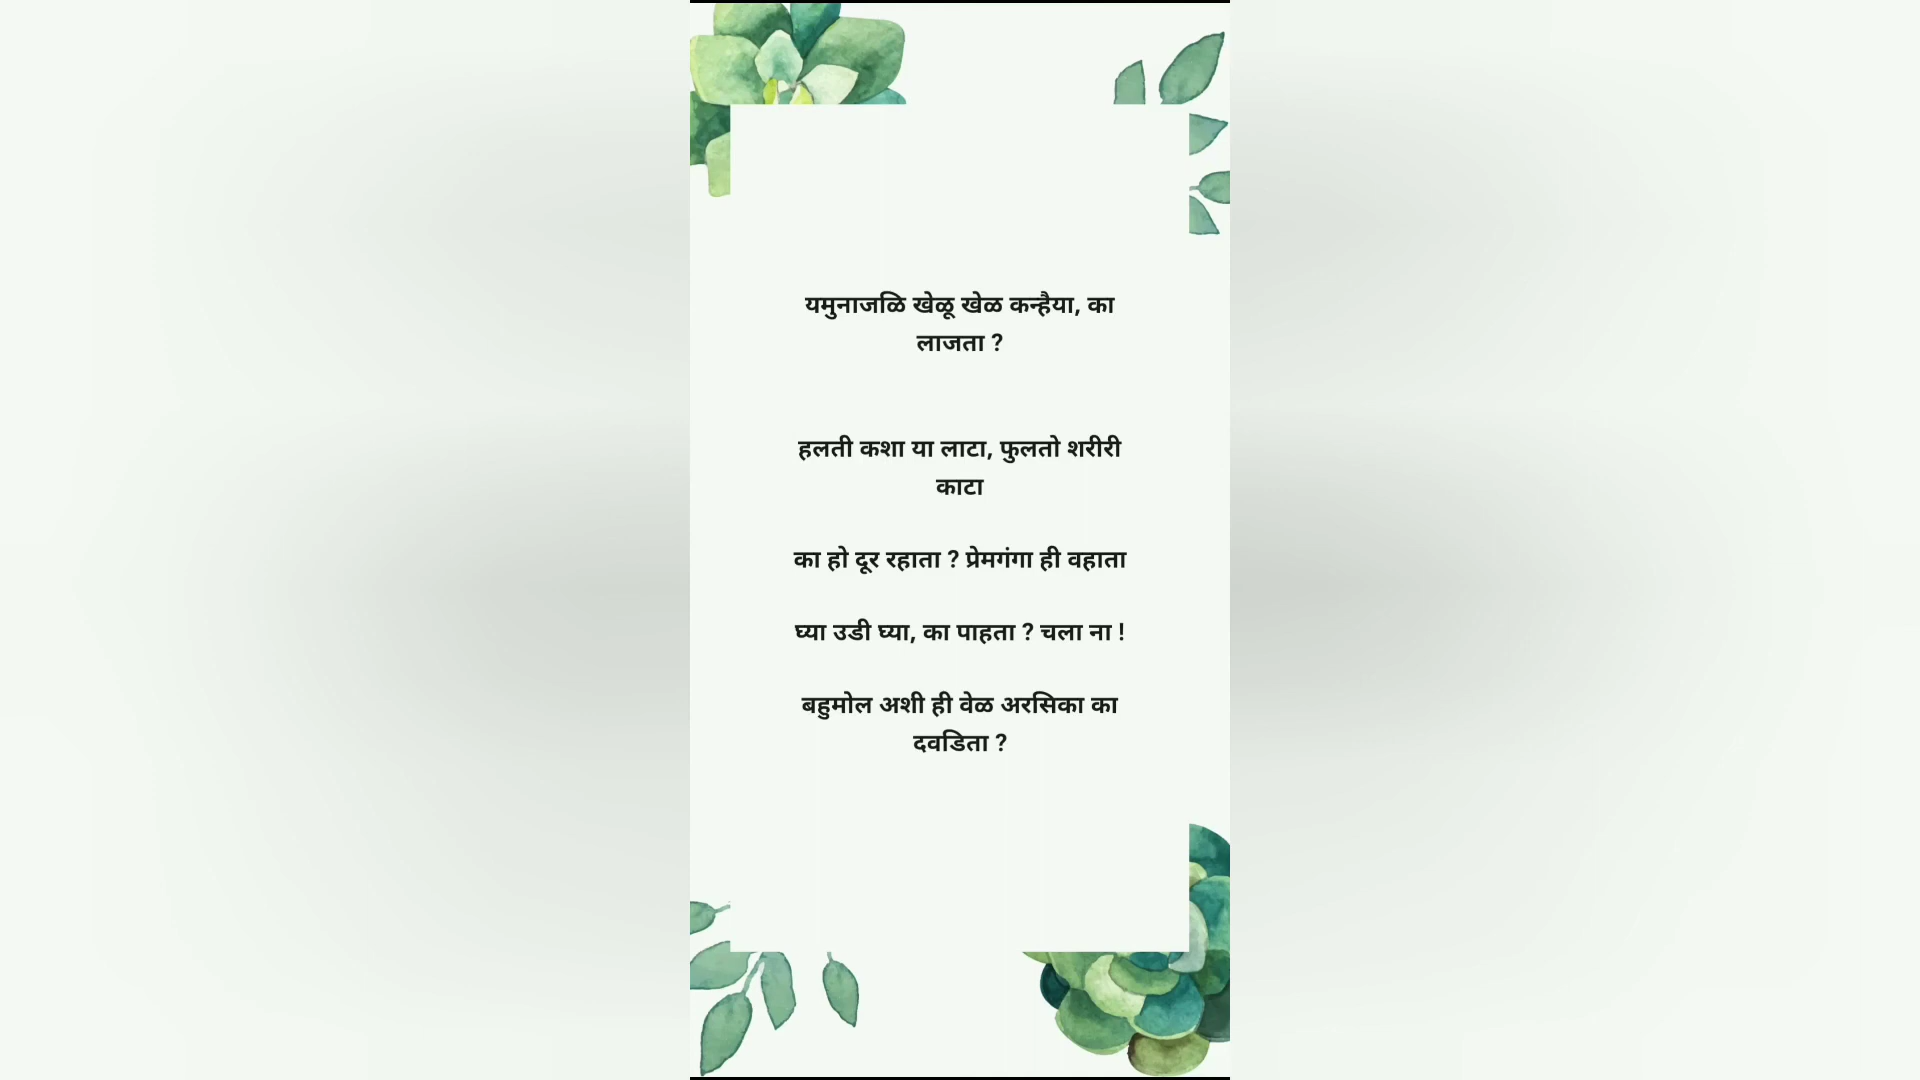 यमुनाजळि खेळू खेळ कन्हैया, का
लाजता ?
हलती कशा या लाटा, फुलतो शरीरी
काटा
का हो दूर रहाता ? प्रेमगंगा ही वहाता
घ्या उडी घ्या, का पाहता ? चला ना !
बहुमोल अशी ही वेळ अरसिका का
दवडिता ?